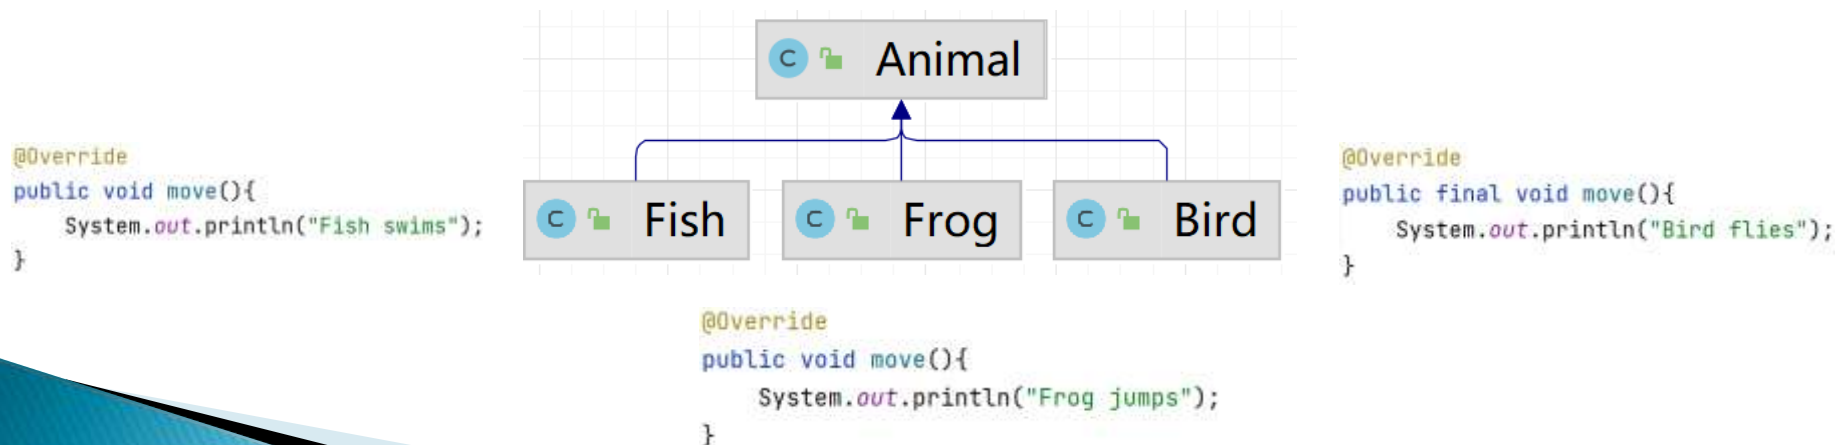 C Animal
C Fish
C Frog
C Bird
@Override
public void move(){
    System.out.println("Fish swims");
}
@Override
public final void move(){
    System.out.println("Bird flies");
}
@Override
public void move(){
    System.out.println("Frog jumps");
}